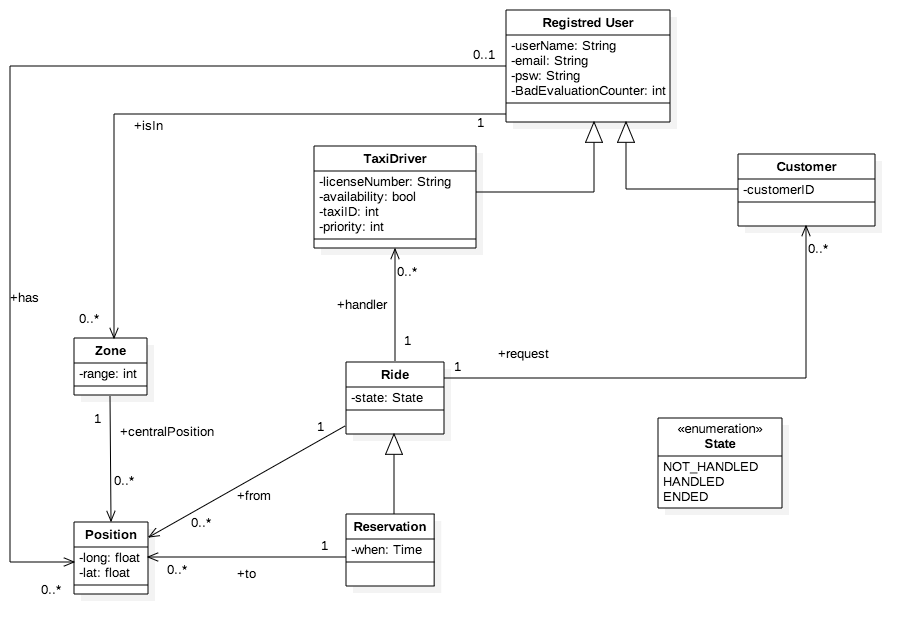 Registred User
-userName: String
-email: String
-psw: String
-BadEvaluationCounter: int
0..1
+isIn
1
TaxiDriver
-licenseNumber: String
-availability: bool
-taxiID: int
-priority: int
Customer
-customerID
0..*
0..*
+has
+handler
0..*
1
Zone
-range: int
+request
1
Ride
-state: State
1
+centralPosition
1
«enumeration»
State
NOT_HANDLED
HANDLED
ENDED
0..*
+from
0..*
Position
-long: float
-lat: float
Reservation
-when: Time
1
0..*
+to
0..*